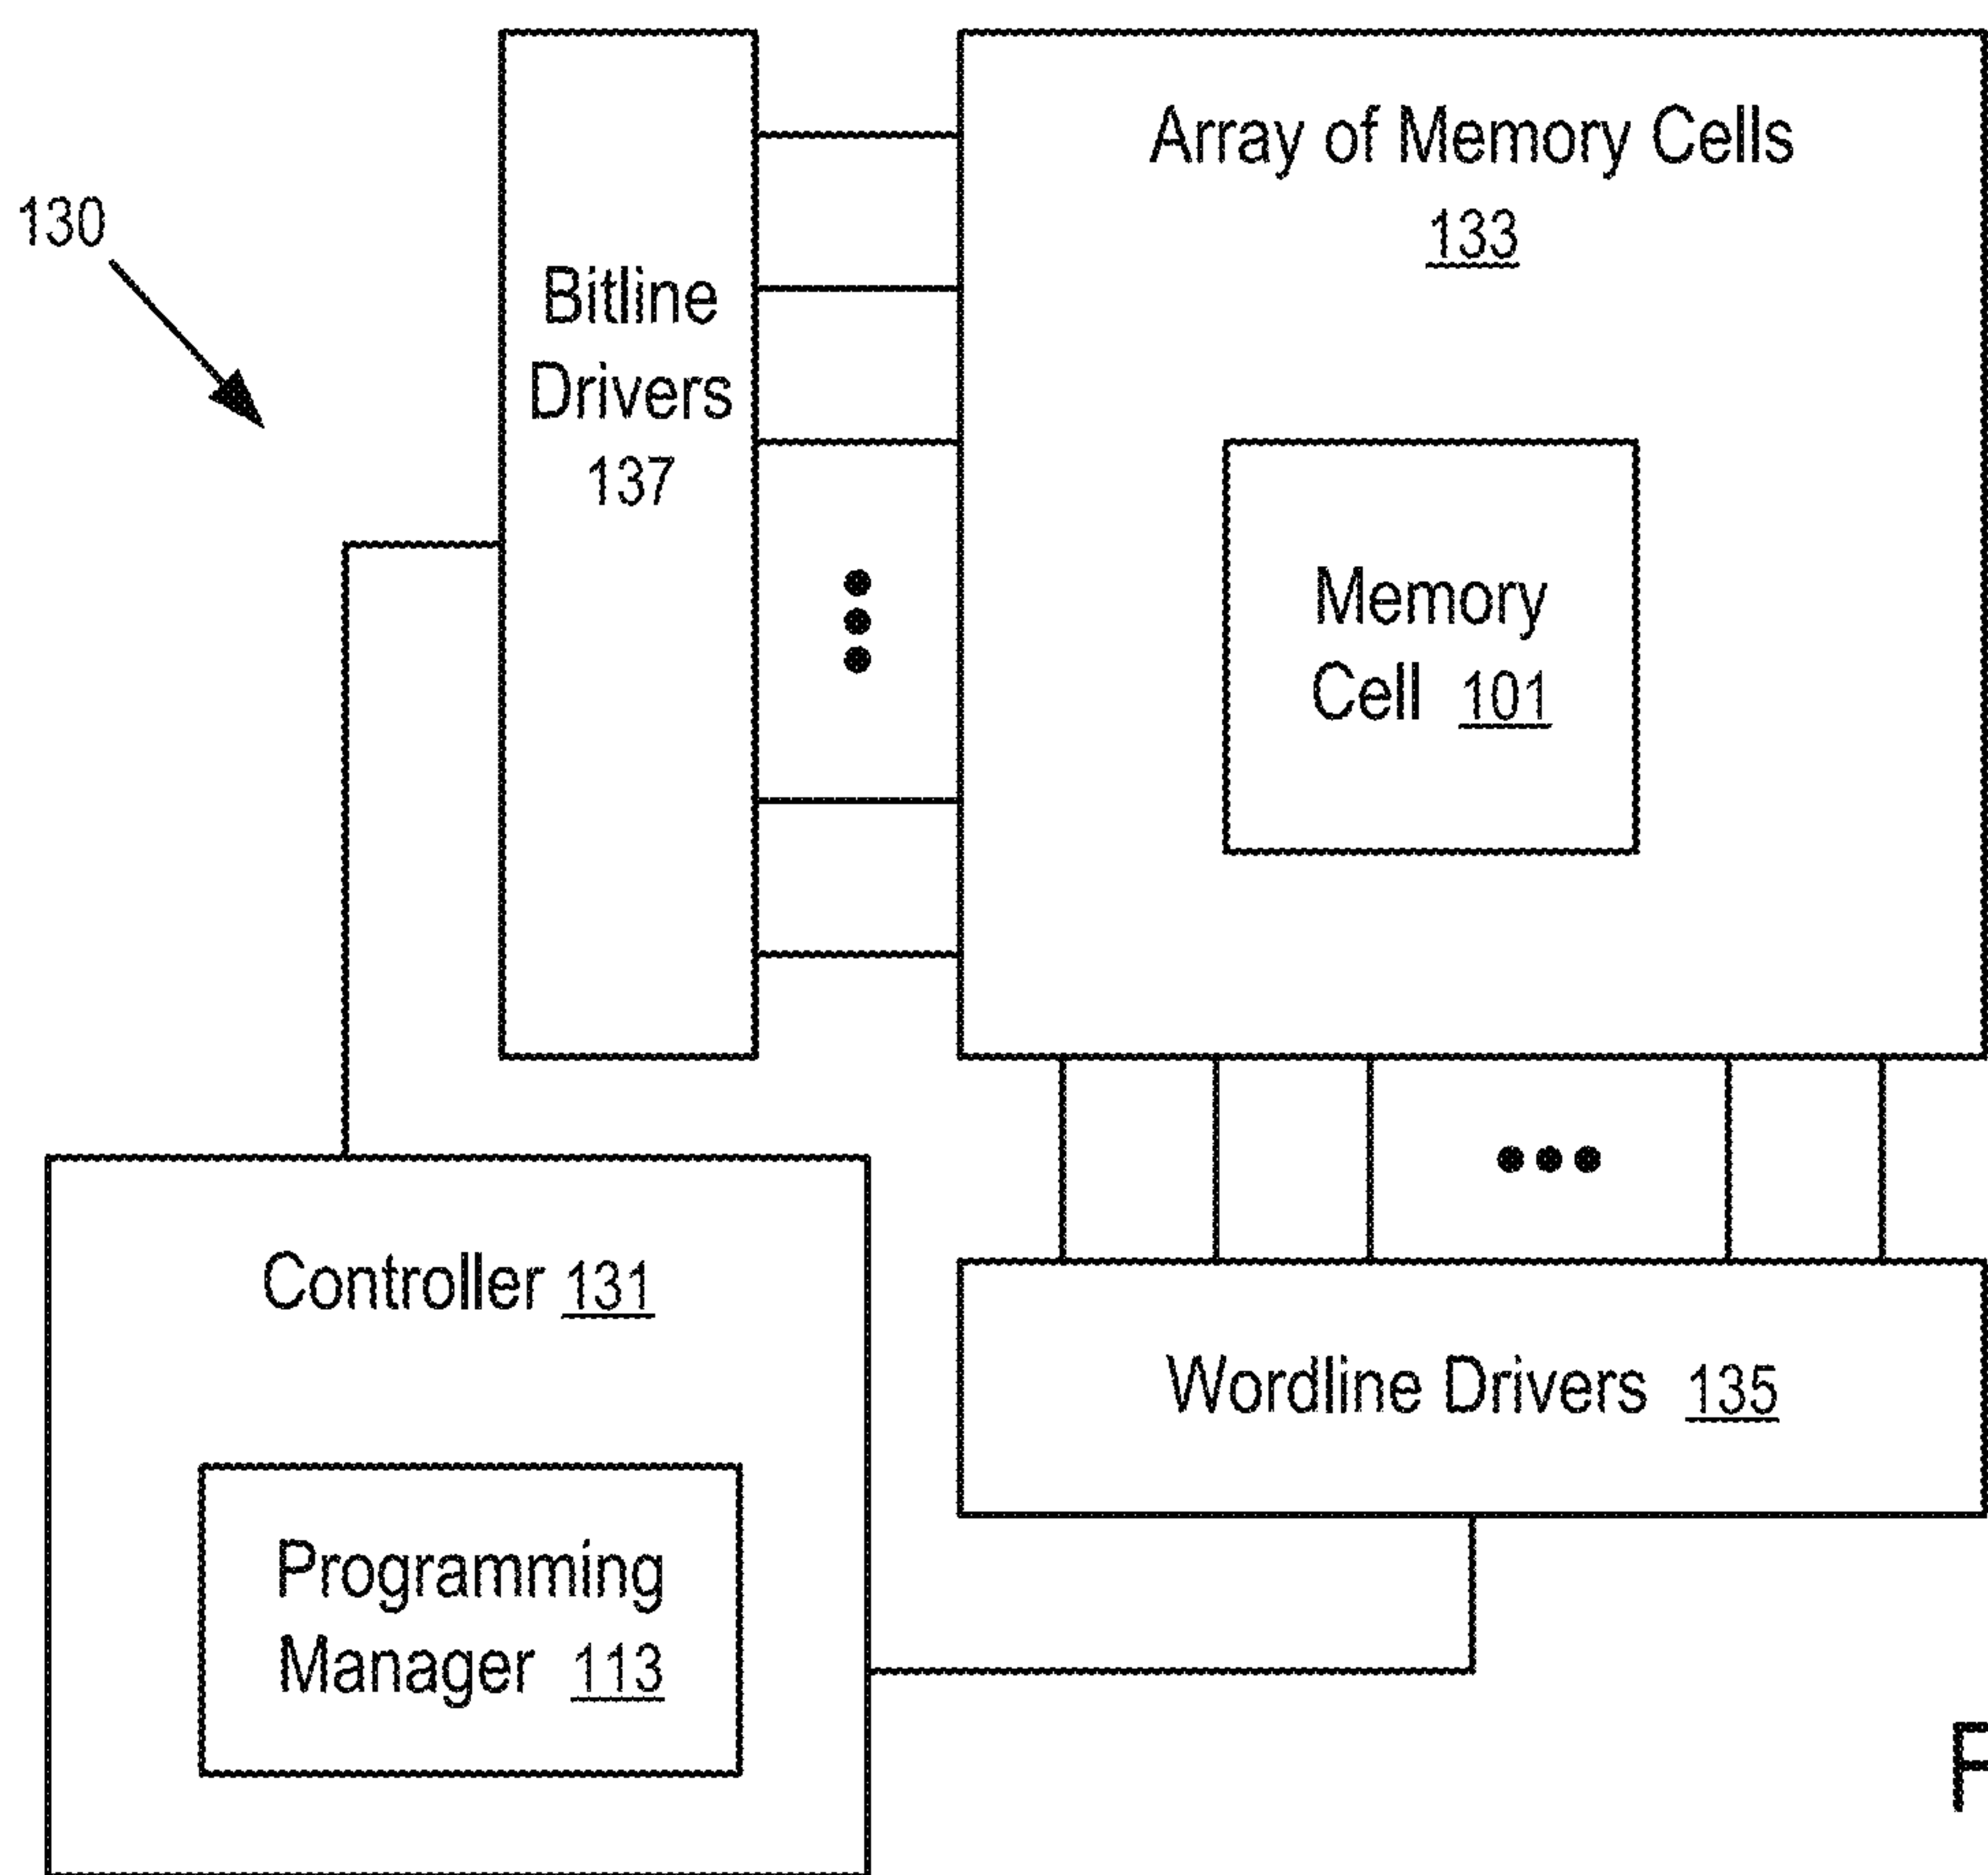 130
Bitline
Drivers
137
Array of Memory Cells
133
Memory
Cell 101
Controller 131
Programming
Manager 113
Wordline Drivers 135
F